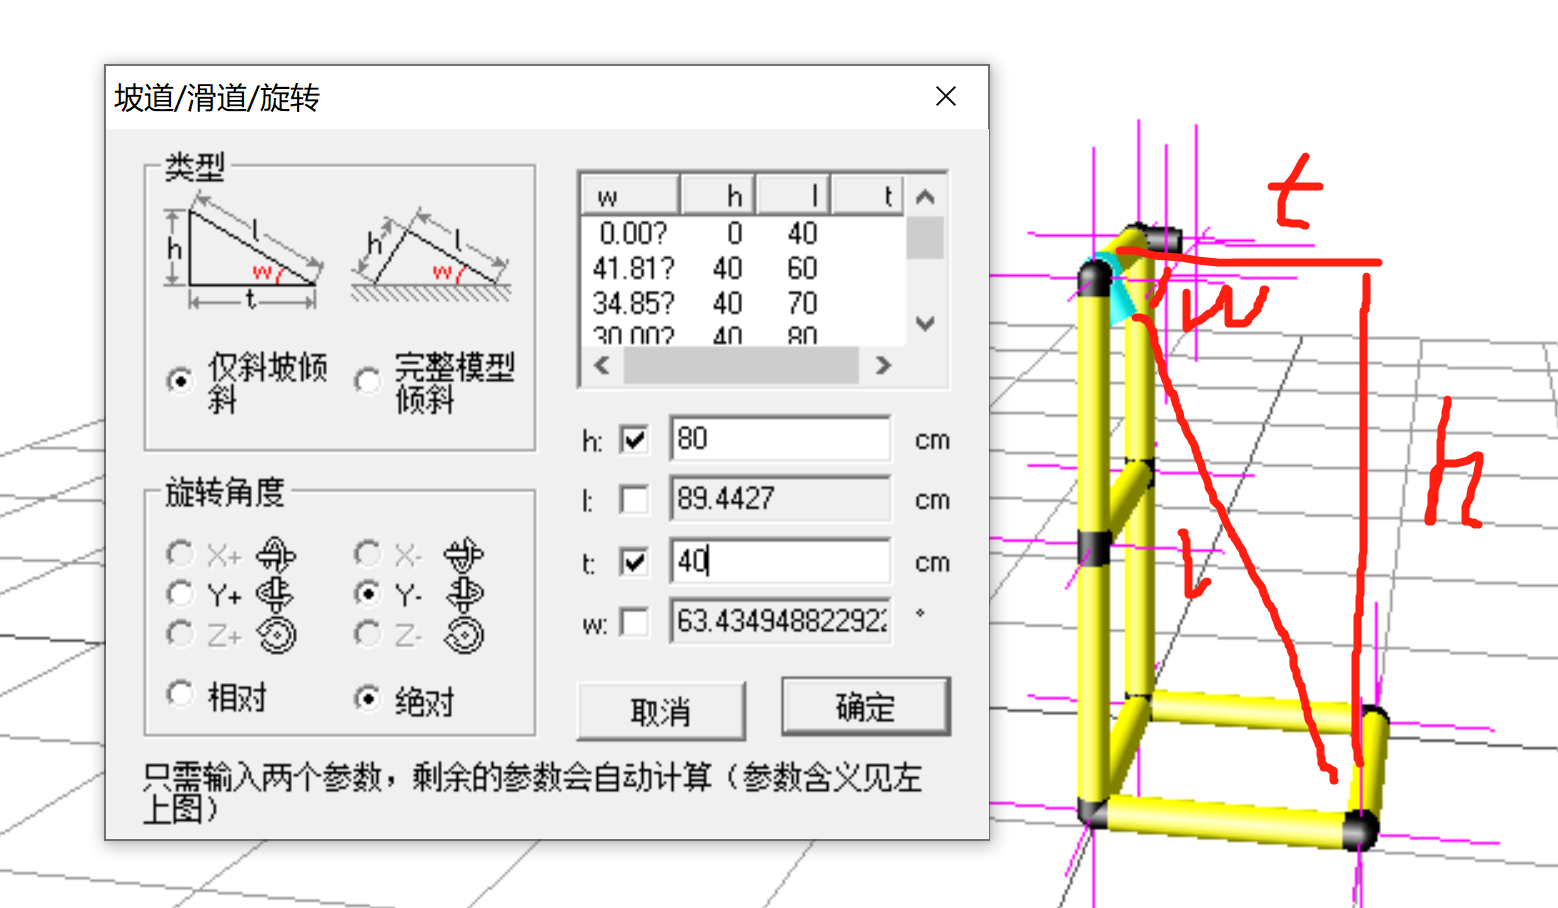 坡道/滑道/旋转
类型
h
l
w
t
h
l
w
仅斜坡倾
斜
完整模型
倾斜
w h l t
0.00? 0 40
41.81? 40 60
34.85? 40 70
30.00? 40 80
h: 80 cm
l: 89.4427 cm
t: 40 cm
w: 63.434948822922 °
旋转角度
X+ X-
Y+ Y-
Z+ Z-
相对 绝对
取消 确定
只需输入两个参数，剩余的参数会自动计算（参数含义见左
上图）
t
w
h
l